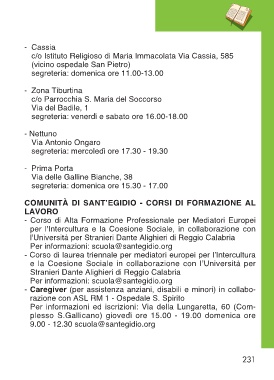 - Cassia
c/o Istituto Religioso di Maria Immacolata Via Cassia, 585
(vicino ospedale San Pietro)
segreteria: domenica ore 11.00-13.00
- Zona Tiburtina
c/o Parrocchia S. Maria del Soccorso
Via del Badile, 1
segreteria: venerdì e sabato ore 16.00-18.00
- Nettuno
Via Antonio Ongaro
segreteria: mercoledì ore 17.30 - 19.30
- Prima Porta
Via delle Galline Bianche, 38
segreteria: domenica ore 15.30 - 17.00
COMUNITÀ DI SANT'EGIDIO - CORSI DI FORMAZIONE AL
LAVORO
- Corso di Alta Formazione Professionale per Mediatori Europei
per l'Intercultura e la Coesione Sociale, in collaborazione con
l'Università per Stranieri Dante Alighieri di Reggio Calabria
Per informazioni: scuola@santegidio.org
- Corso di laurea triennale per mediatori europei per l'Intercultura
e la Coesione Sociale in collaborazione con l'Università per
Stranieri Dante Alighieri di Reggio Calabria
Per informazioni: scuola@santegidio.org
- Caregiver (per assistenza anziani, disabili e minori) in collabo-
razione con ASL RM 1 - Ospedale S. Spirito
Per informazioni ed iscrizioni: Via della Lungaretta, 60 (Com-
plesso S.Gallicano) giovedì ore 15.00 - 19.00 domenica ore
9.00 - 12.30 scuola@santegidio.org
231